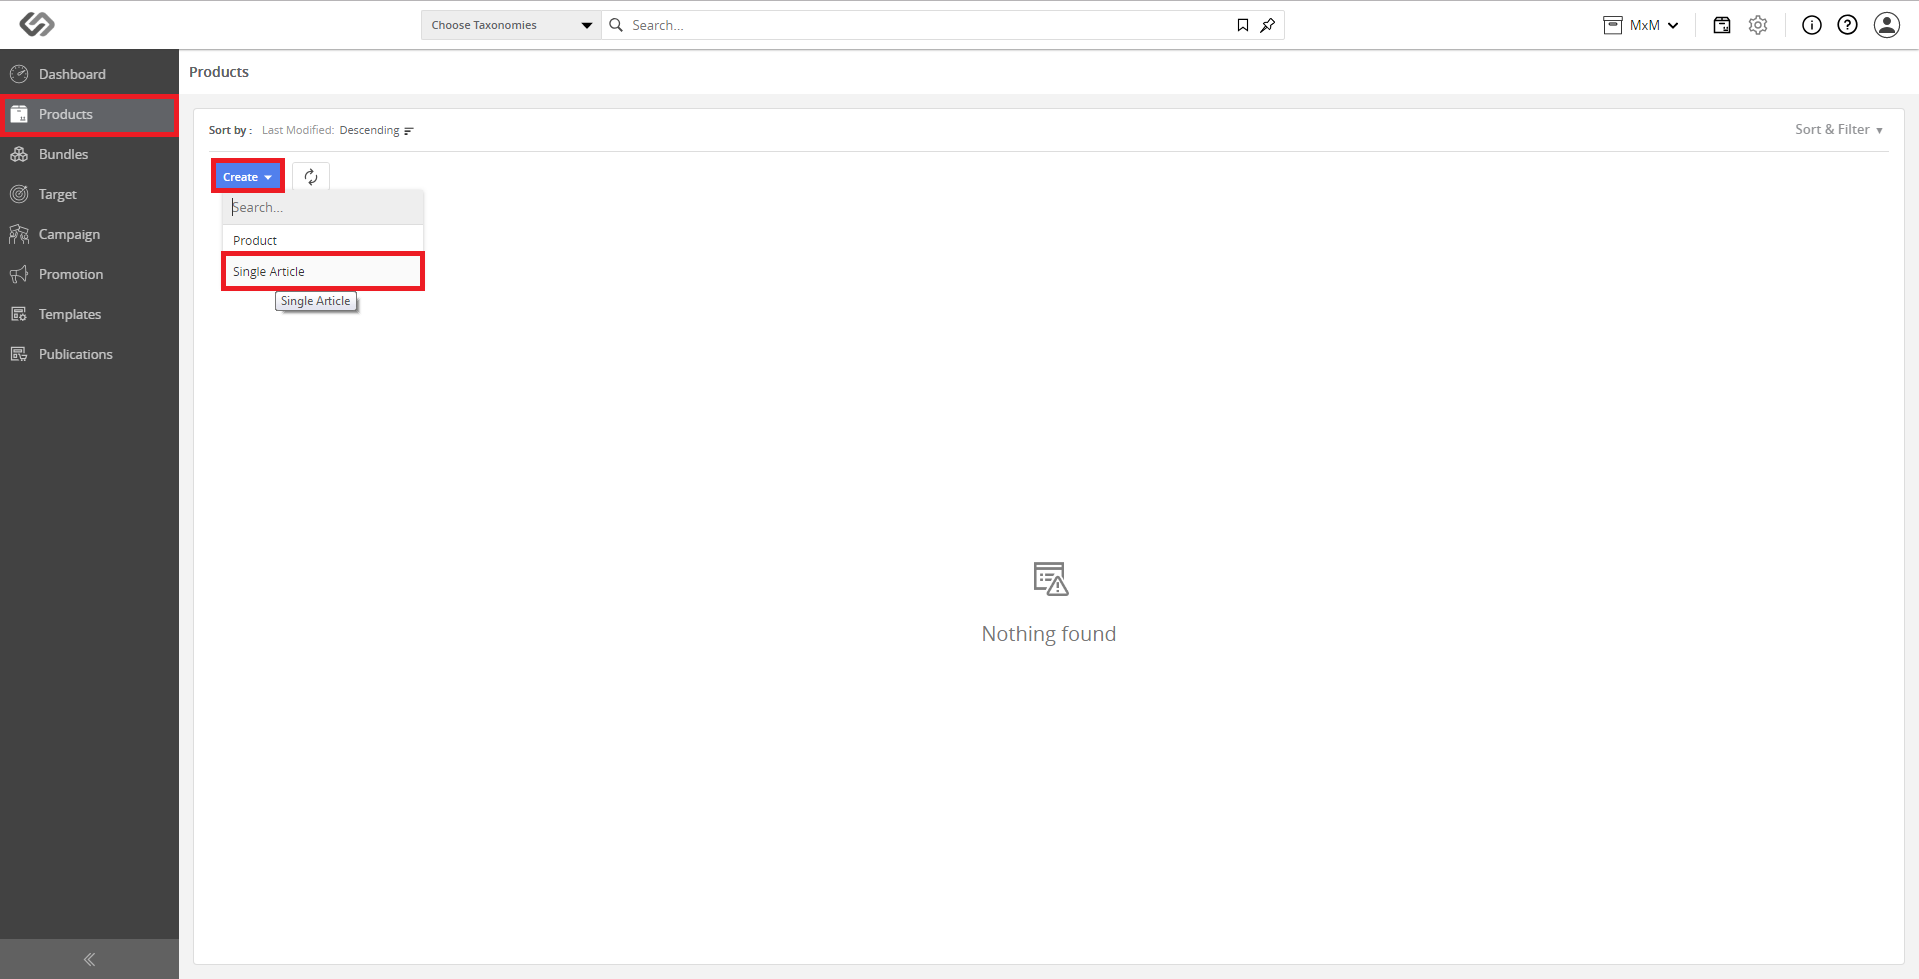 Choose Taxonomies
Search...
MxM
Dashboard
Products
Bundles
Target
Campaign
Promotion
Templates
Publications
Products
Sort by : Last Modified: Descending
Sort & Filter
Create
Search...
Product
Single Article
Single Article
Nothing found